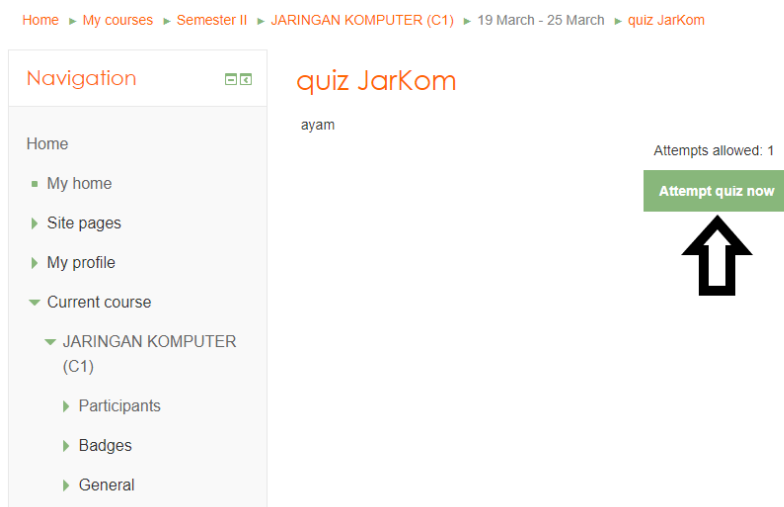 Home ► My courses ► Semester II ► JARINGAN KOMPUTER (C1) ► 19 March - 25 March ► quiz JarKom
Navigation
Home
My home
Site pages
My profile
Current course
JARINGAN KOMPUTER
(C1)
Participants
Badges
General
quiz JarKom
ayam
Attempts allowed: 1
Attempt quiz now